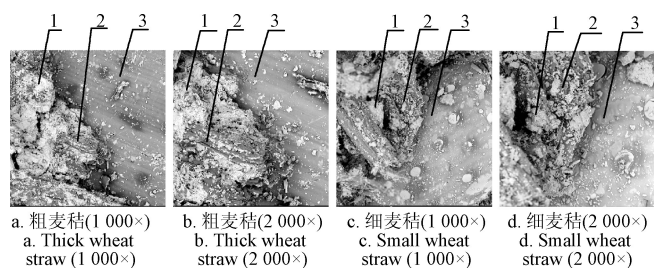 1 2 3 1 2 3 1 2 3 1 2 3
a. 粗麦秸(1 000×) b. 粗麦秸(2 000×) c. 细麦秸(1 000×) d. 细麦秸(2 000×)
a. Thick wheat b. Thick wheat c. Small wheat d. Small wheat
straw (1 000×) straw (2 000×) straw (1 000×) straw (2 000×)